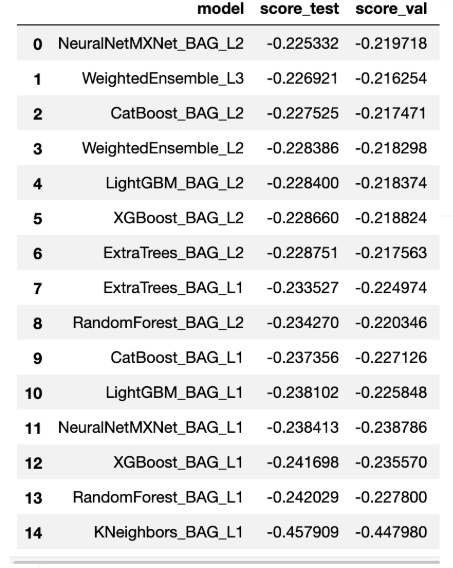 model score_test score_val
0 NeuralNetMXNet_BAG_L2 -0.225332 -0.219718
1 WeightedEnsemble_L3 -0.226921 -0.216254
2 CatBoost_BAG_L2 -0.227525 -0.217471
3 WeightedEnsemble_L2 -0.228386 -0.218298
4 LightGBM_BAG_L2 -0.228400 -0.218374
5 XGBoost_BAG_L2 -0.228660 -0.218824
6 ExtraTrees_BAG_L2 -0.228751 -0.217563
7 ExtraTrees_BAG_L1 -0.233527 -0.224974
8 RandomForest_BAG_L2 -0.234270 -0.220346
9 CatBoost_BAG_L1 -0.237356 -0.227126
10 LightGBM_BAG_L1 -0.238102 -0.225848
11 NeuralNetMXNet_BAG_L1 -0.238413 -0.238786
12 XGBoost_BAG_L1 -0.241698 -0.235570
13 RandomForest_BAG_L1 -0.242029 -0.227800
14 KNeighbors_BAG_L1 -0.457909 -0.447980